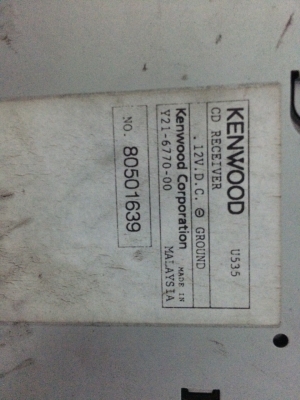 KENWOOD U535
CD RECEIVER
.12V.D.C. ⊖ GROUND
Kenwood Corporation MADE IN
Y21-6770-00 MALAYSIA
NO. 80501639